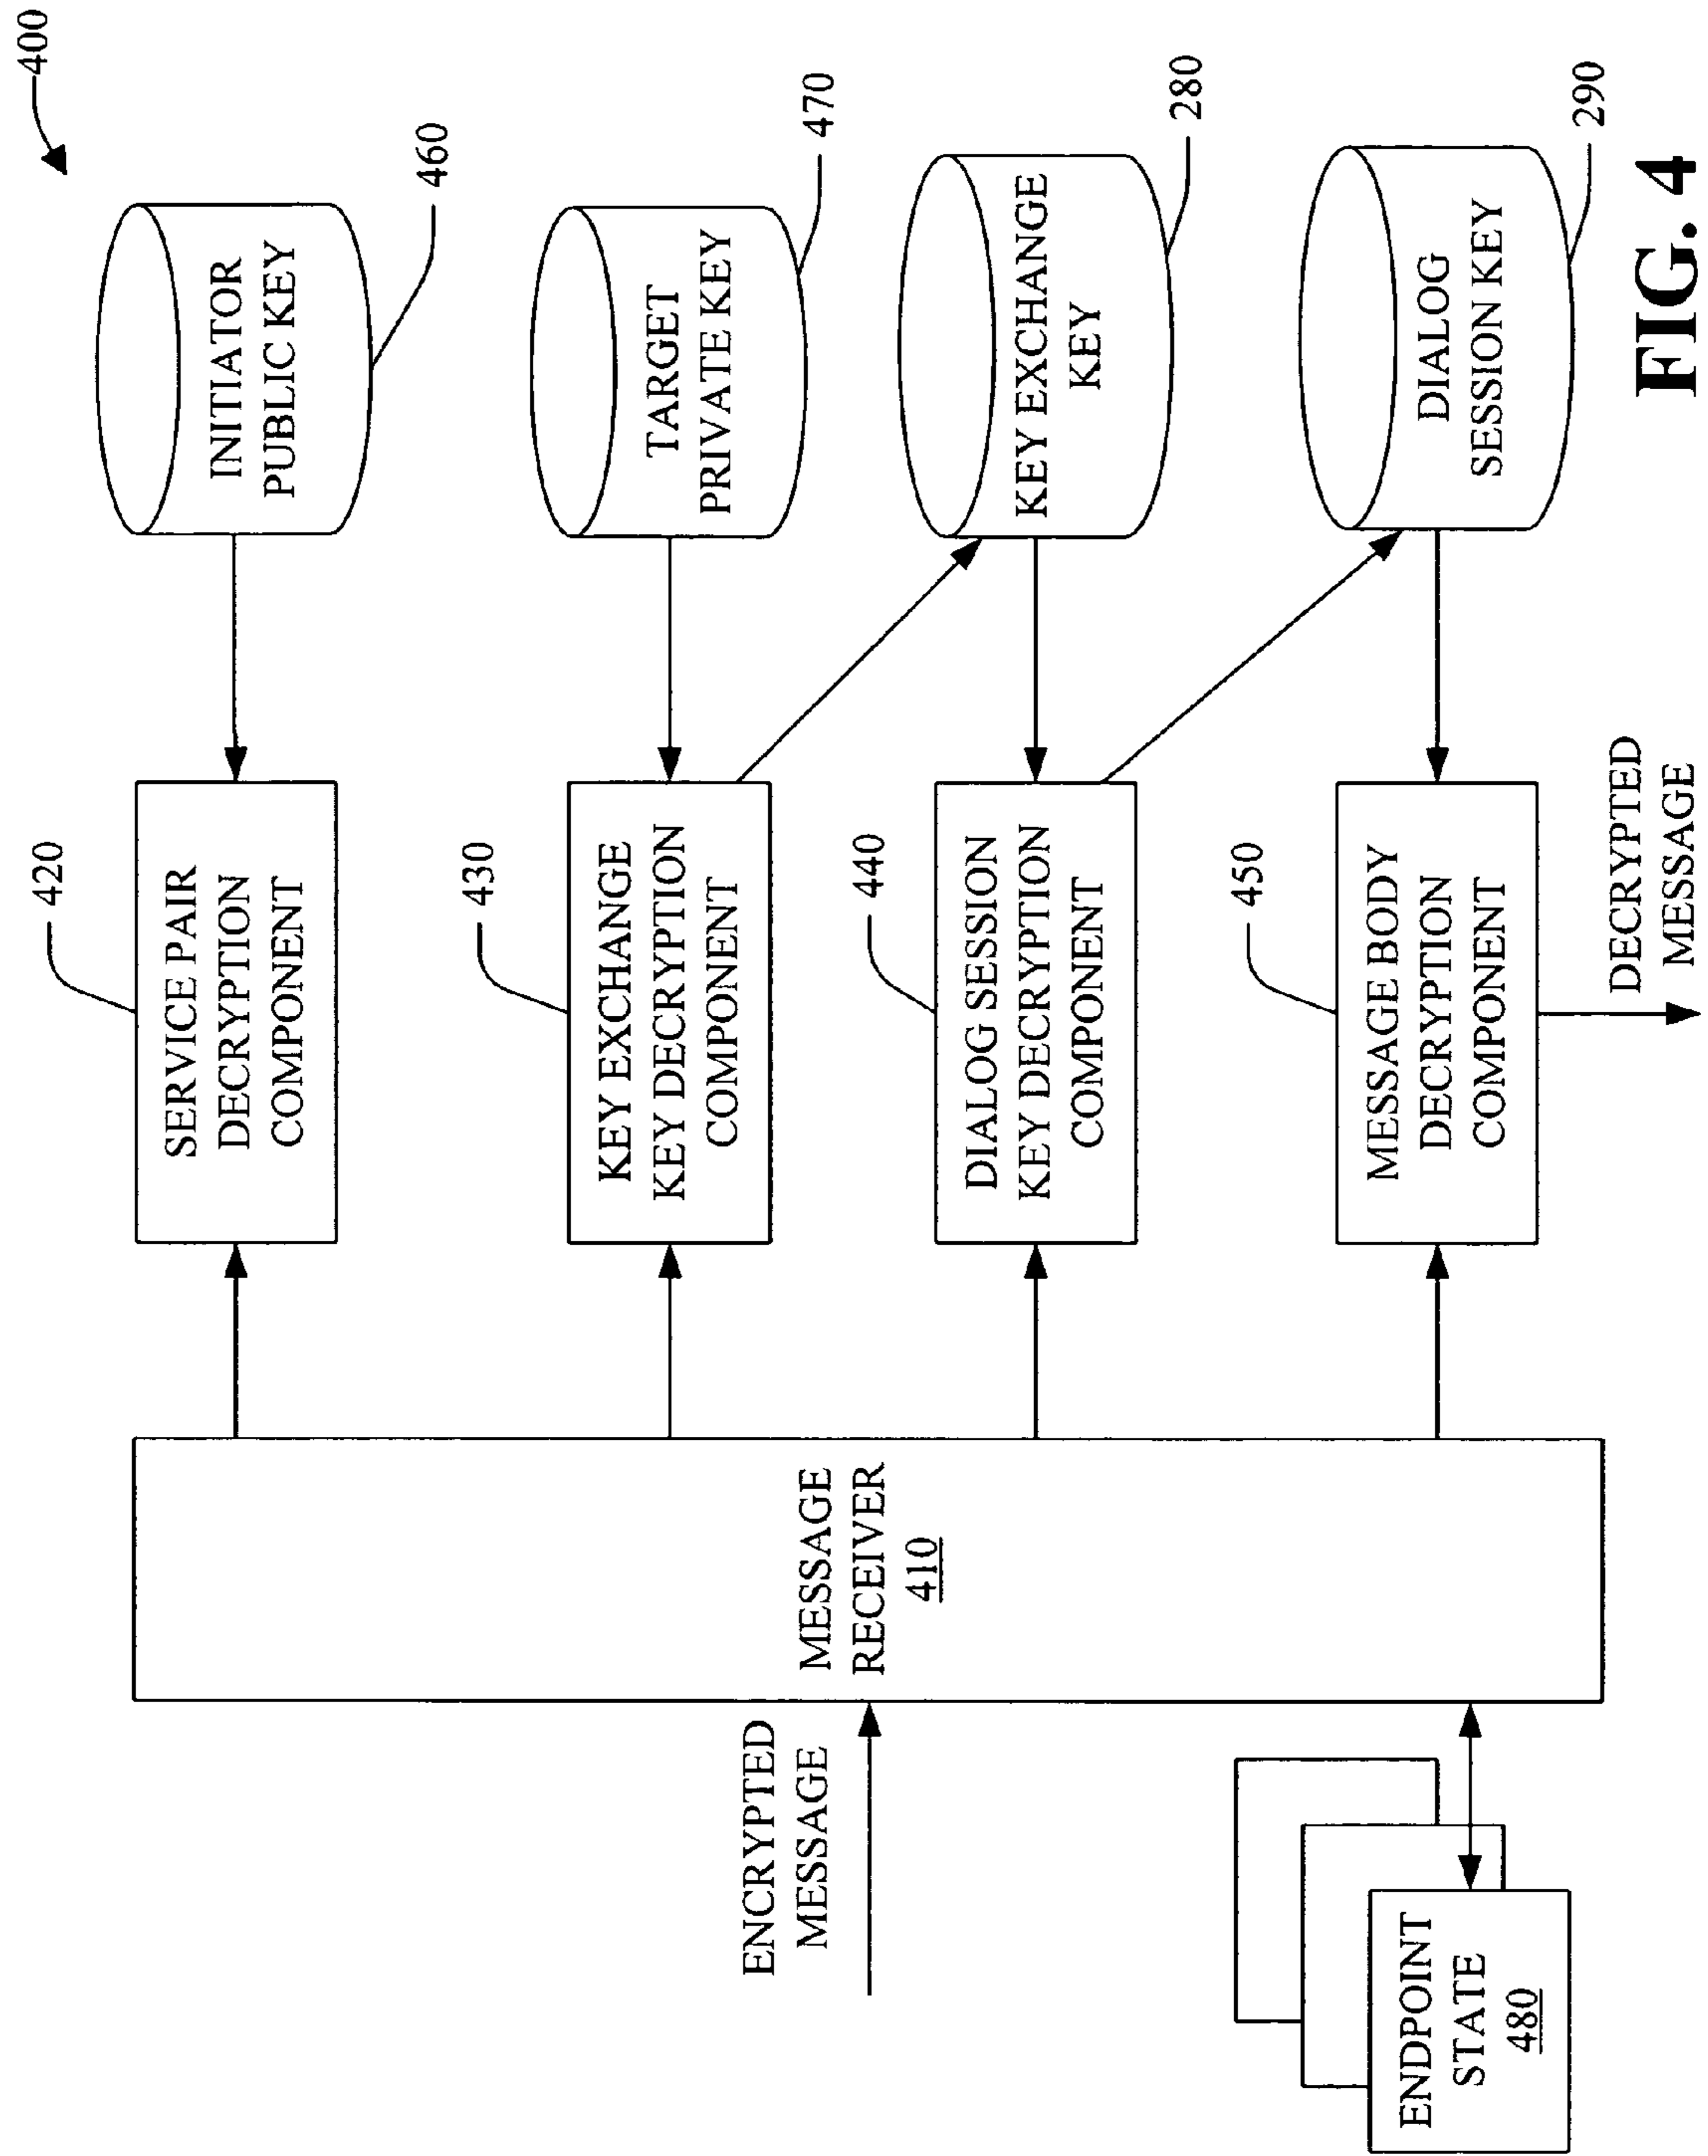 400
420
SERVICE PAIR
DECRYPTION
COMPONENT
INITIATOR
PUBLIC KEY
460
430
KEY EXCHANGE
KEY DECRYPTION
COMPONENT
TARGET
PRIVATE KEY
470
ENCRYPTED
MESSAGE
MESSAGE
RECEIVER
410
440
DIALOG SESSION
KEY DECRYPTION
COMPONENT
KEY EXCHANGE
KEY
280
ENDPOINT
STATE
480
450
MESSAGE BODY
DECRYPTION
COMPONENT
DIALOG
SESSION KEY
290
DECRYPTED
MESSAGE
FIG. 4